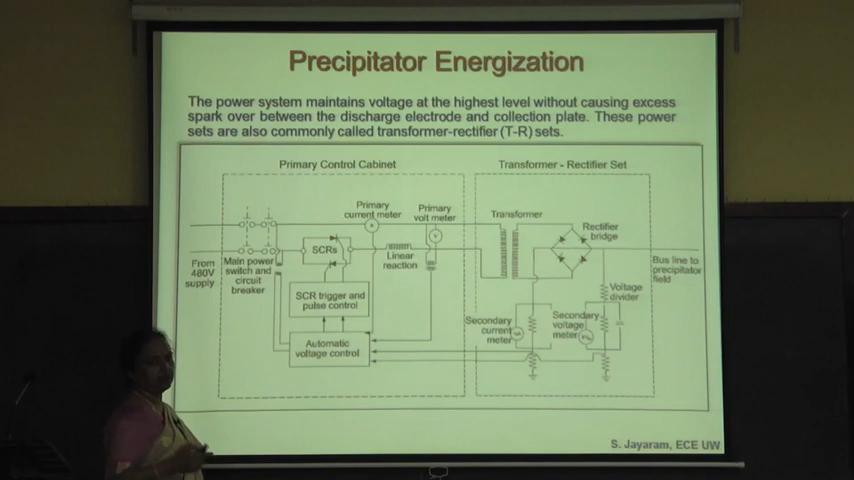 Precipitator Energization
The power system maintains voltage at the highest level without causing excess
spark over between the discharge electrode and collection plate. These power
sets are also commonly called transformer-rectifier (T-R) sets.
Primary Control Cabinet
Transformer - Rectifier Set
Primary
current meter
Primary
volt meter
Transformer
Rectifier
bridge
SCRs
Linear
reaction
From
480V
supply
Main power
switch and
circuit
breaker
Bus line to
precipitator
field
SCR trigger and
pulse control
Voltage
divider
Secondary
current
meter
Secondary
voltage
meter
Automatic
voltage control
S. Jayaram, ECE UW